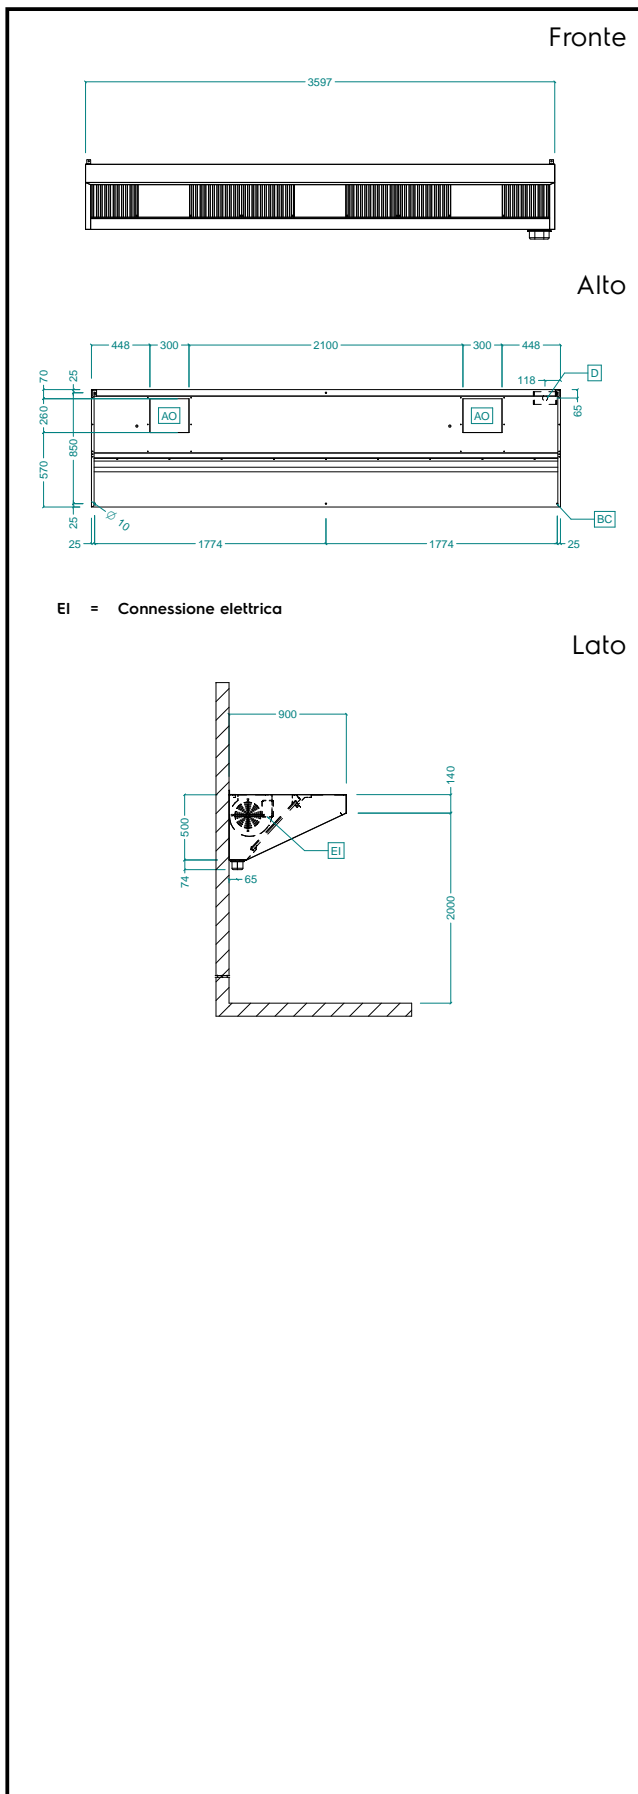 Fronte
3597
Alto
448 300 2100 300 448
70 25 118 D
260 AO AO 65
850
570
25 Ø 10 BC
25 1774 1774 25
EI = Connessione elettrica
Lato
900
140
500
EI
74 65
2000